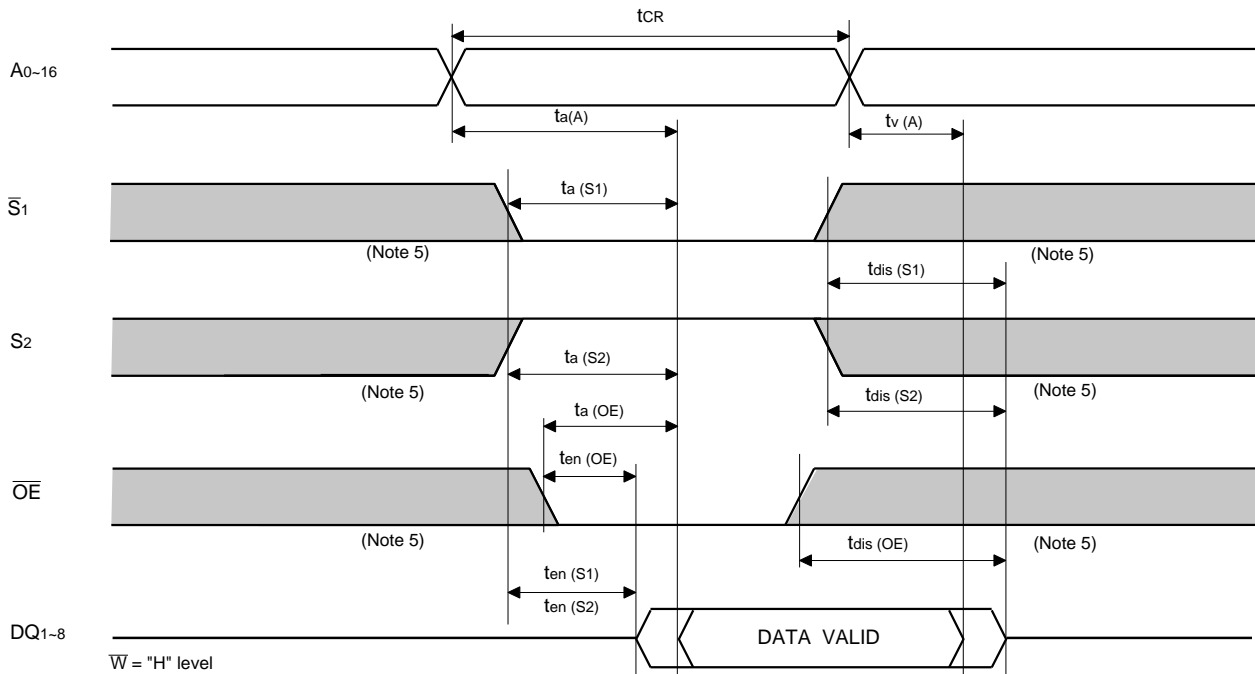 tCR
A0~16
ta(A)
tv (A)
S̅1
ta (S1)
(Note 5)
(Note 5)
tdis (S1)
S2
ta (S2)
(Note 5)
(Note 5)
tdis (S2)
ta (OE)
ten (OE)
O̅E̅
(Note 5)
(Note 5)
tdis (OE)
ten (S1)
ten (S2)
DQ1~8
DATA VALID
W̅ = "H" level